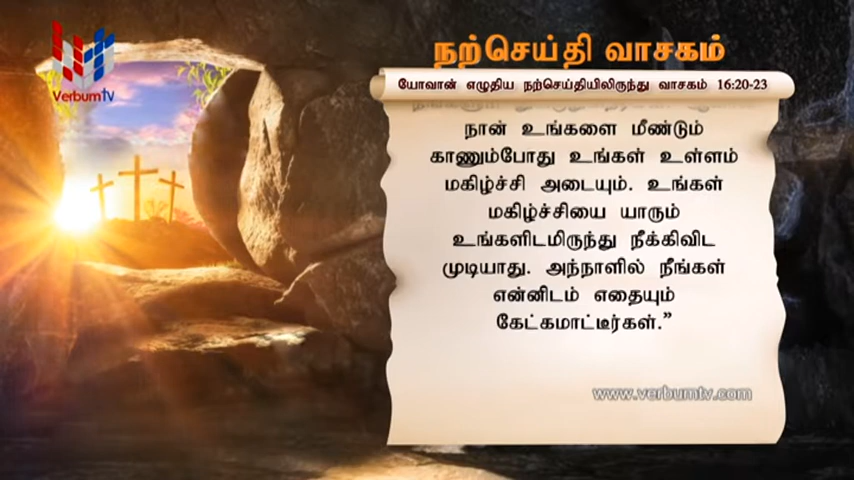 VerbumTV
நற்செய்தி வாசகம்
யோவான் எழுதிய நற்செய்தியிலிருந்து வாசகம் 16:20-23
நான் உங்களை மீண்டும்
காணும்போது உங்கள் உள்ளம்
மகிழ்ச்சி அடையும். உங்கள்
மகிழ்ச்சியை யாரும்
உங்களிடமிருந்து நீக்கிவிட
முடியாது. அந்நாளில் நீங்கள்
என்னிடம் எதையும்
கேட்கமாட்டீர்கள்.”
www.verbumtv.com